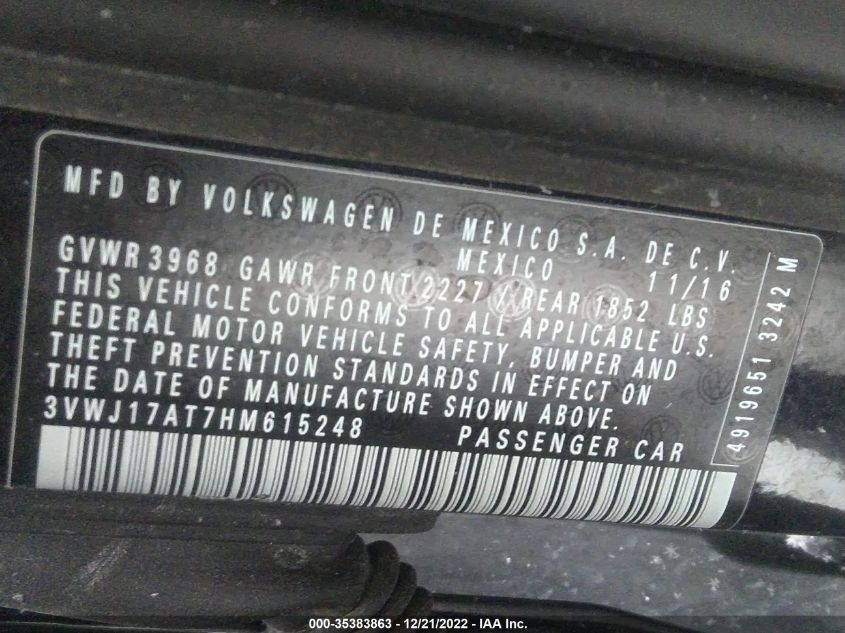 MFD BY VOLKSWAGEN DE MEXICO S.A. DE C.V.
MEXICO 11/16
GVWR 3968 GAWR FRONT 2227 / REAR 1852 LBS
THIS VEHICLE CONFORMS TO ALL APPLICABLE U.S.
FEDERAL MOTOR VEHICLE SAFETY, BUMPER AND
THEFT PREVENTION STANDARDS IN EFFECT ON
THE DATE OF MANUFACTURE SHOWN ABOVE.
3VWJ17AT7HM615248 PASSENGER CAR
4919651 3242 M
000-35383863 - 12/21/2022 - IAA Inc.